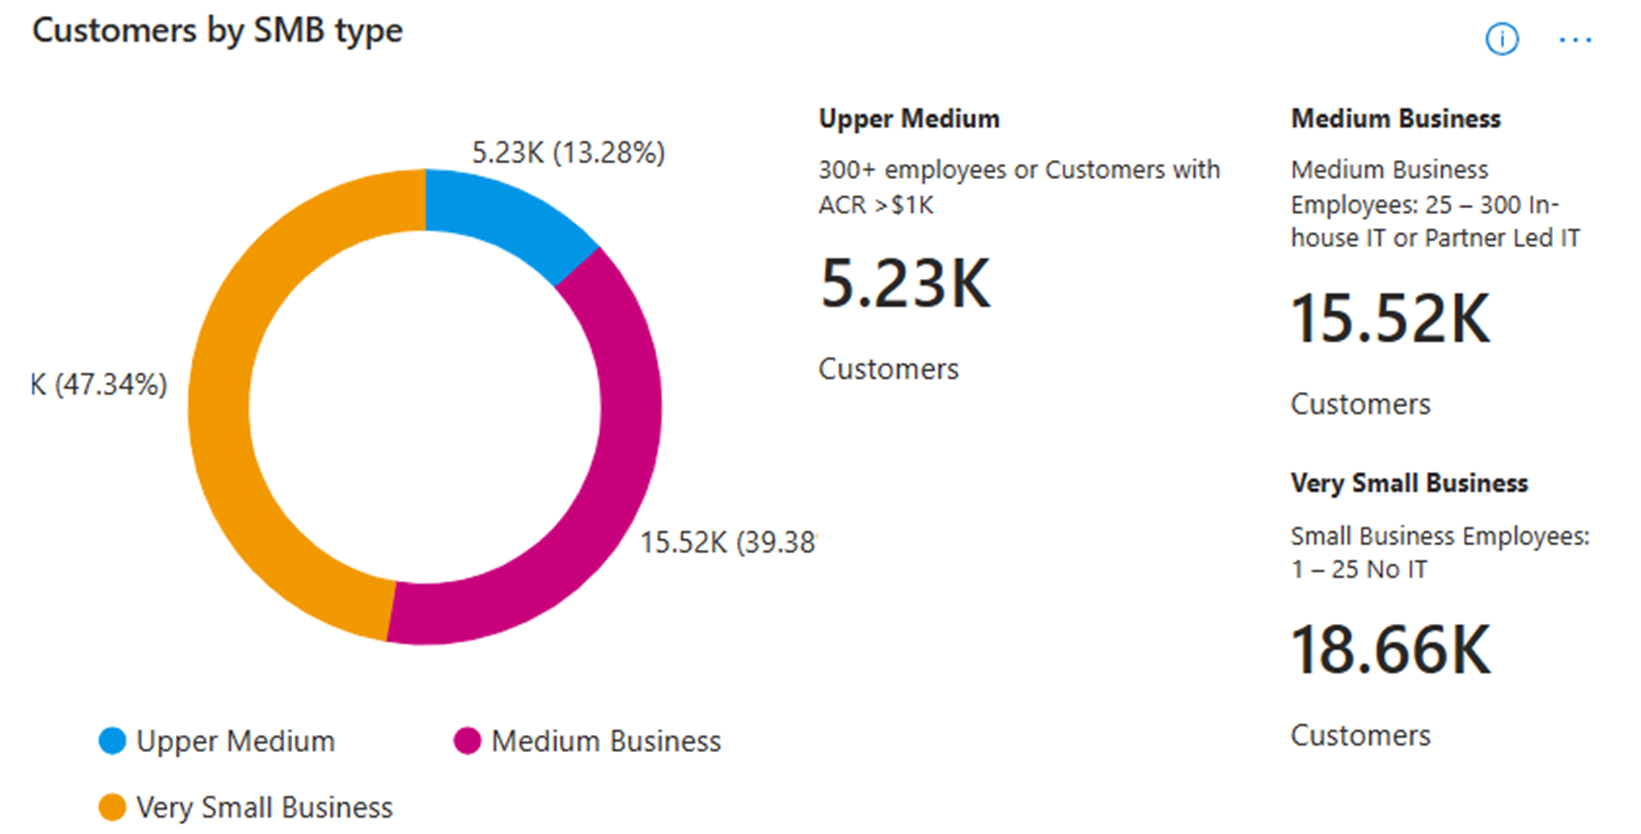 Customers by SMB type
5.23K (13.28%)
K (47.34%)
15.52K (39.38
Upper Medium
Medium Business
Very Small Business
Upper Medium
300+ employees or Customers with
ACR >$1K
5.23K
Customers
Medium Business
Medium Business
Employees: 25 – 300 In-
house IT or Partner Led IT
15.52K
Customers
Very Small Business
Small Business Employees:
1 – 25 No IT
18.66K
Customers